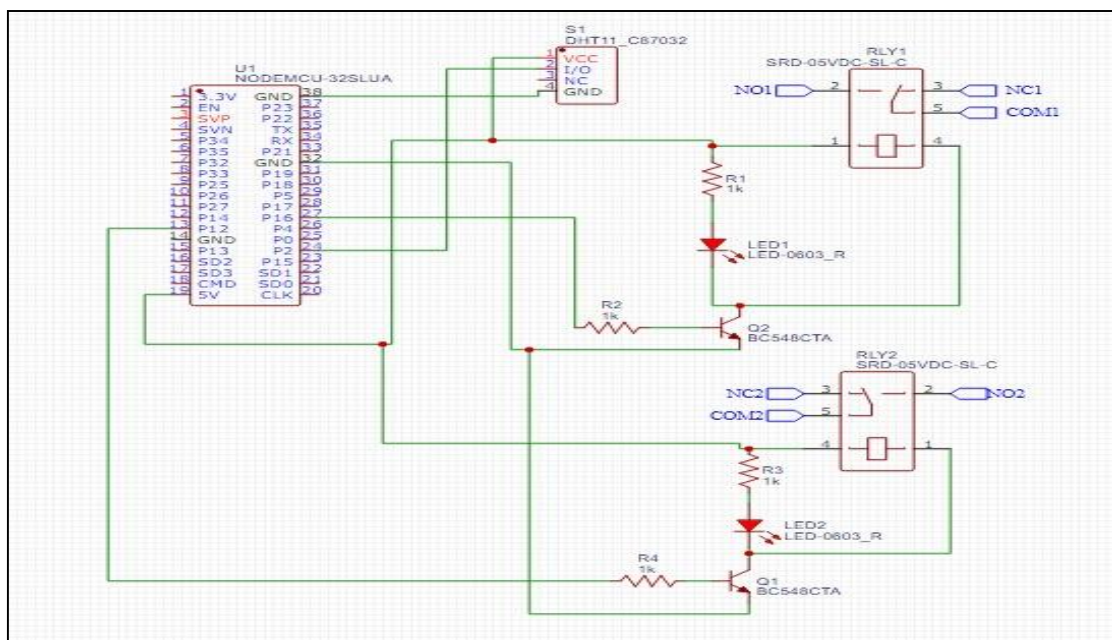 S1
DHT11_C87032
1 VCC
2 I/O
3 NC
4 GND
U1
NODEMCU-32SLUA
1 3.3V GND 38
2 EN P23 37
3 SVP P22 36
4 SVN TX 35
5 P34 RX 34
6 P35 P21 33
7 P32 GND 32
8 P33 P19 31
9 P25 P18 30
10 P26 P5 29
11 P27 P17 28
12 P14 P16 27
13 P12 P4 26
14 GND P0 25
15 P13 P2 24
16 SD2 P15 23
17 SD3 SD1 22
18 CMD SD0 21
19 5V CLK 20
RLY1
SRD-05VDC-SL-C
NO1 2 3 NC1
5 COM1
1 4
R1
1k
LED1
LED-0603_R
R2
1k
Q2
BC548CTA
RLY2
SRD-05VDC-SL-C
NC2 3 2 NO2
COM2 5
4 1
R3
1k
LED2
LED-0603_R
R4
1k
Q1
BC548CTA